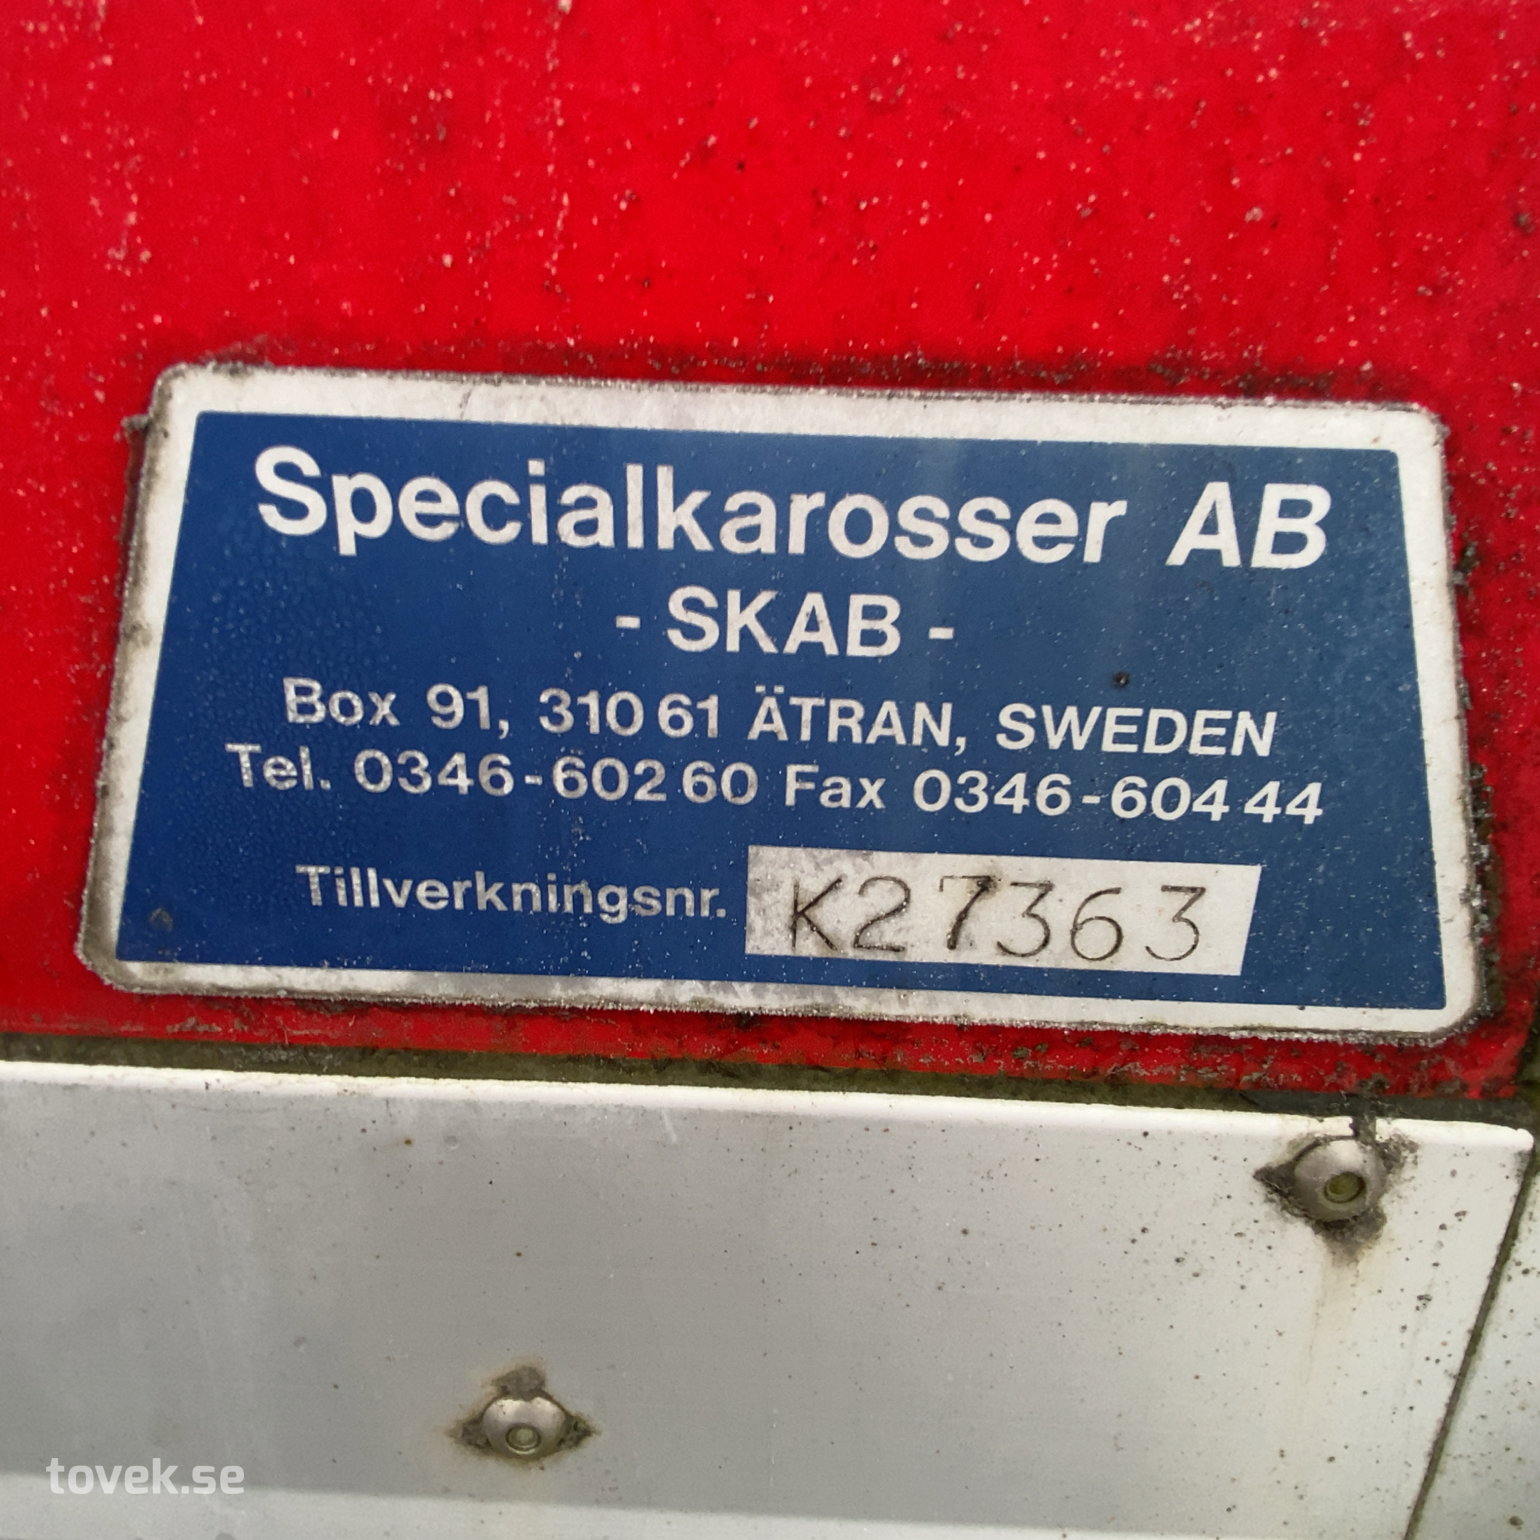 Specialkarosser AB
- SKAB -
Box 91, 310 61 ÄTRAN, SWEDEN
Tel. 0346-602 60 Fax 0346-604 44
Tillverkningsnr. K27363
tovek.se